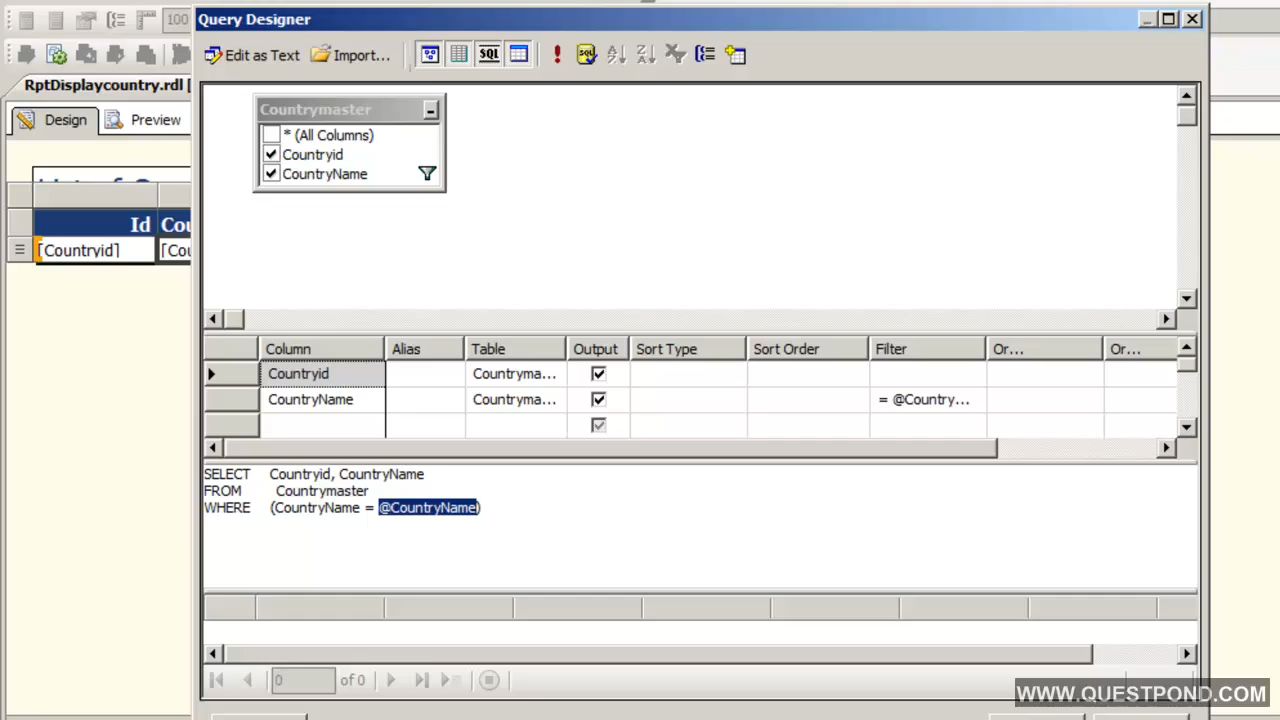 Query Designer
100
Edit as Text Import...
SQL
RptDisplaycountry.rdl [
Design Preview
Countrymaster
* (All Columns)
Countryid
CountryName
Id Cou
[Countryid] [Cou
Column Alias Table Output Sort Type Sort Order Filter Or... Or...
Countryid Countryma...
CountryName Countryma... = @Country...
SELECT Countryid, CountryName
FROM Countrymaster
WHERE (CountryName = @CountryName)
0 of 0
WWW.QUESTPOND.COM